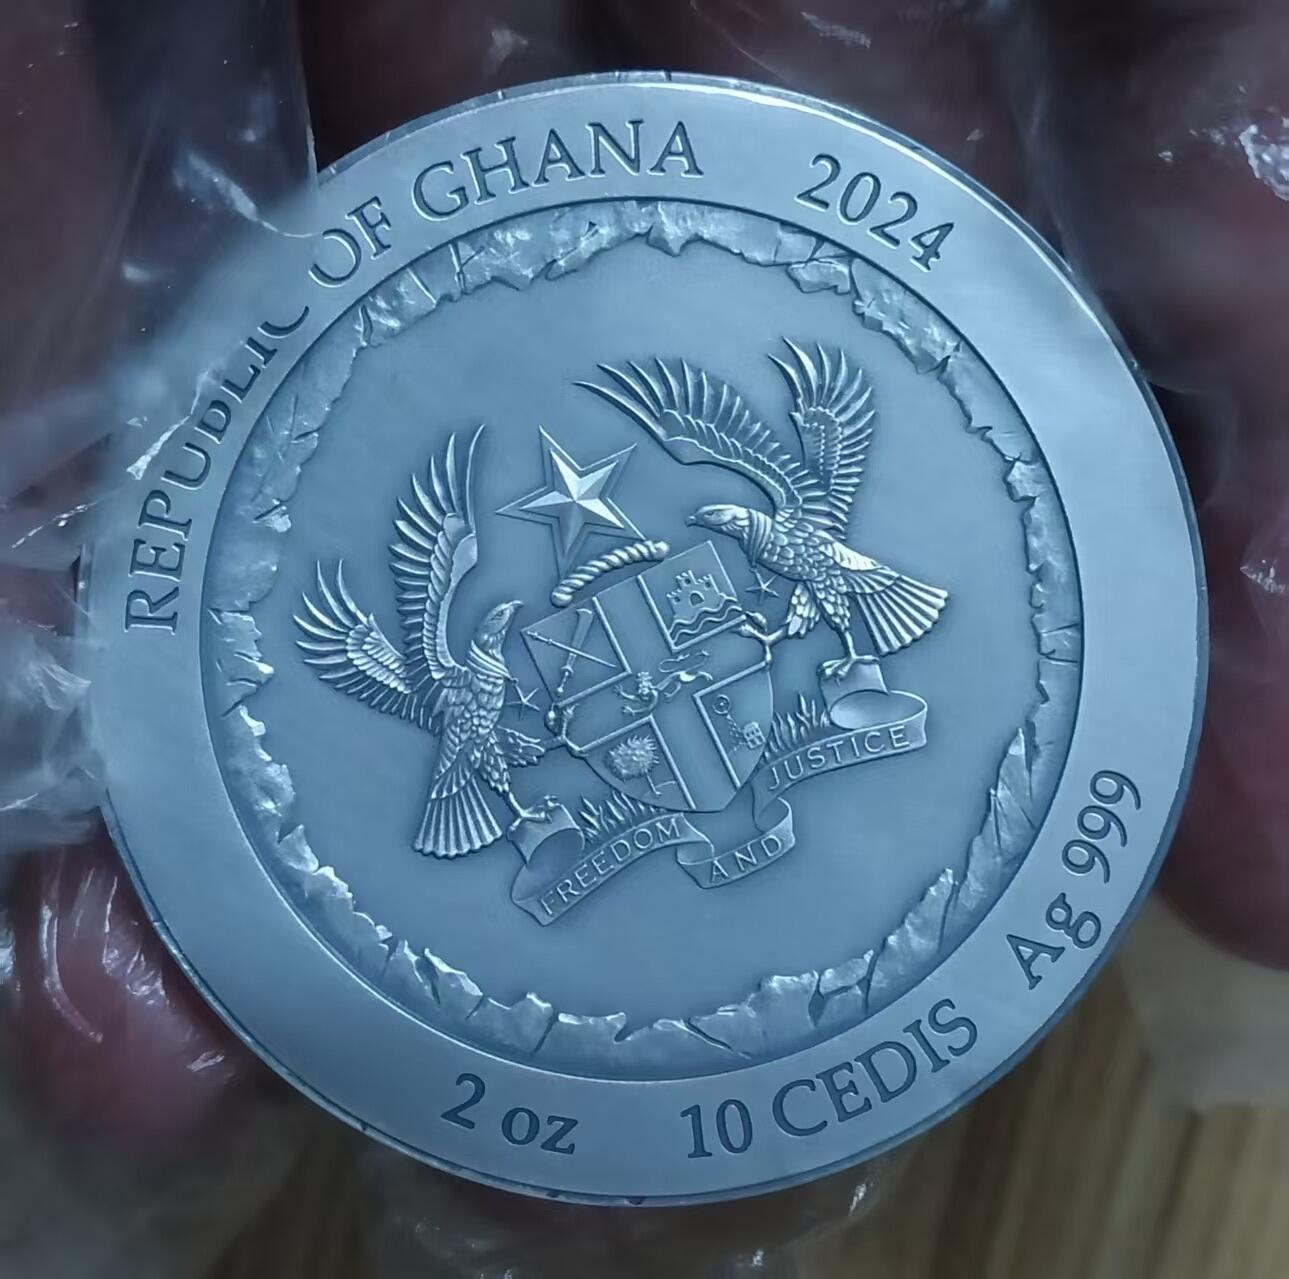 REPUBLIC OF GHANA 2024
FREEDOM AND JUSTICE
2 oz 10 CEDIS Ag 999